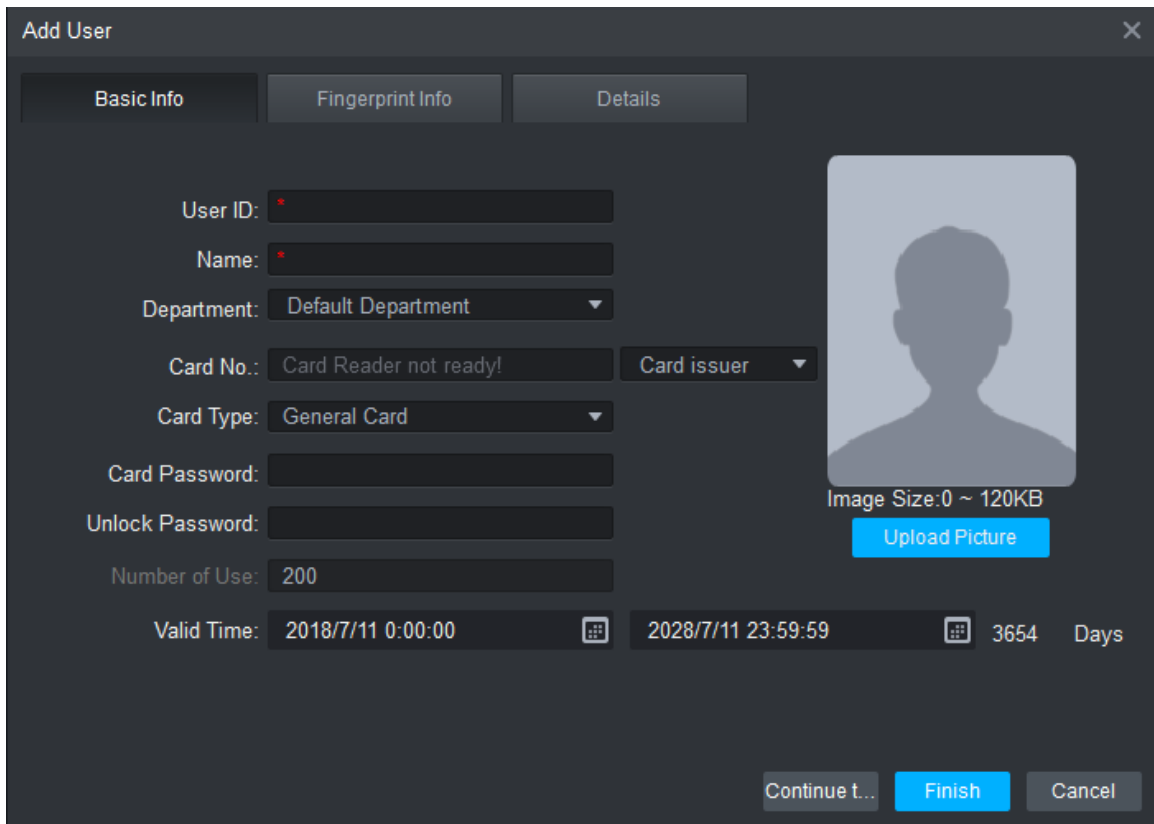 Add User
Basic Info Fingerprint Info Details
User ID: *
Name: *
Department: Default Department
Card No.: Card Reader not ready! Card issuer
Card Type: General Card
Card Password:
Unlock Password:
Image Size:0 ~ 120KB
Upload Picture
Number of Use: 200
Valid Time: 2018/7/11 0:00:00 2028/7/11 23:59:59 3654 Days
Continue t... Finish Cancel